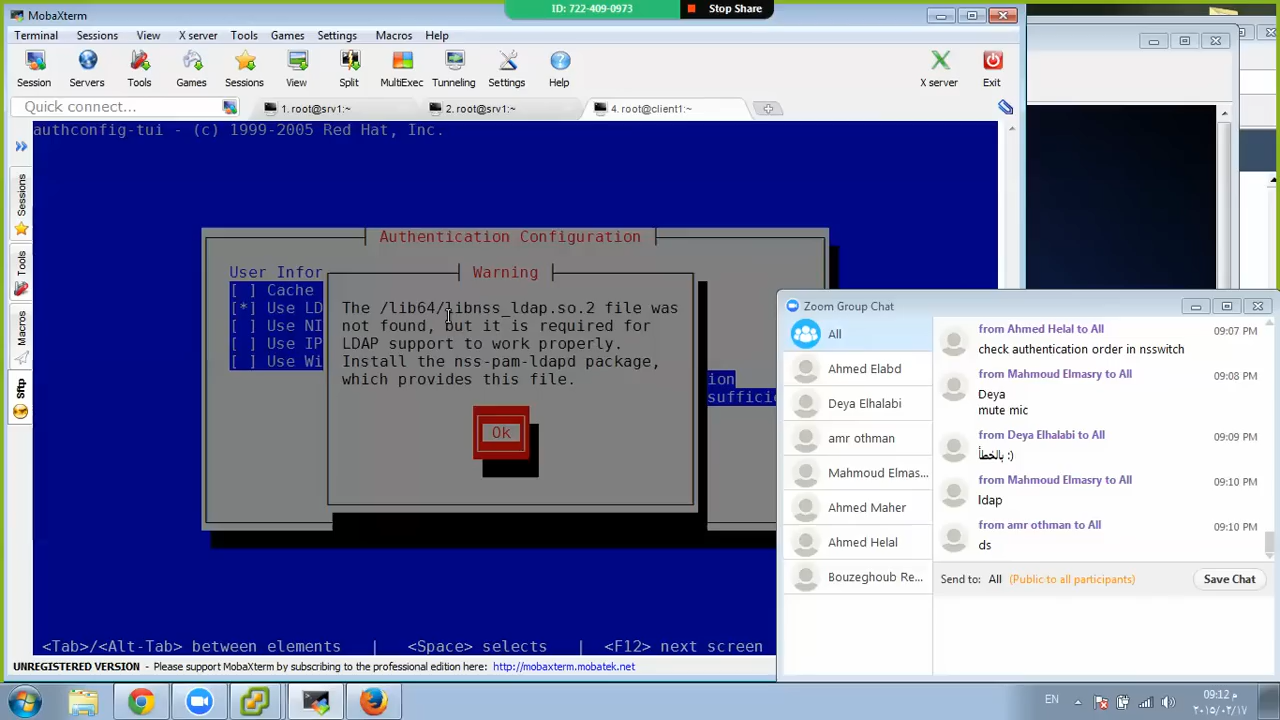 ID: 722-409-0973
Stop Share
MobaXterm
Terminal Sessions View X server Tools Games Settings Macros Help
Session Servers Tools Games Sessions View Split MultiExec Tunneling Settings Help X server Exit
Quick connect...
1. root@srv1:~
2. root@srv1:~
4. root@client1:~
Sessions
Tools
Macros
Sftp
authconfig-tui - (c) 1999-2005 Red Hat, Inc.
Authentication Configuration
User Infor
[ ] Cache
[*] Use LD
[ ] Use NI
[ ] Use IP
[ ] Use Wi
ion
sufficie
Warning
The /lib64/libnss_ldap.so.2 file was
not found, but it is required for
LDAP support to work properly.
Install the nss-pam-ldapd package,
which provides this file.
Ok
<Tab>/<Alt-Tab> between elements | <Space> selects | <F12> next screen
UNREGISTERED VERSION - Please support MobaXterm by subscribing to the professional edition here: http://mobaxterm.mobatek.net
Zoom Group Chat
All
Ahmed Elabd
Deya Elhalabi
amr othman
Mahmoud Elmas...
Ahmed Maher
Ahmed Helal
Bouzeghoub Re...
from Ahmed Helal to All 09:07 PM
check authentication order in nsswitch
from Mahmoud Elmasry to All 09:08 PM
Deya
mute mic
from Deya Elhalabi to All 09:09 PM
بالخطأ :)
from Mahmoud Elmasry to All 09:10 PM
ldap
from amr othman to All 09:10 PM
ds
Send to: All (Public to all participants)
Save Chat
EN
09:12 م
٢٠١٥/٠٢/١٧